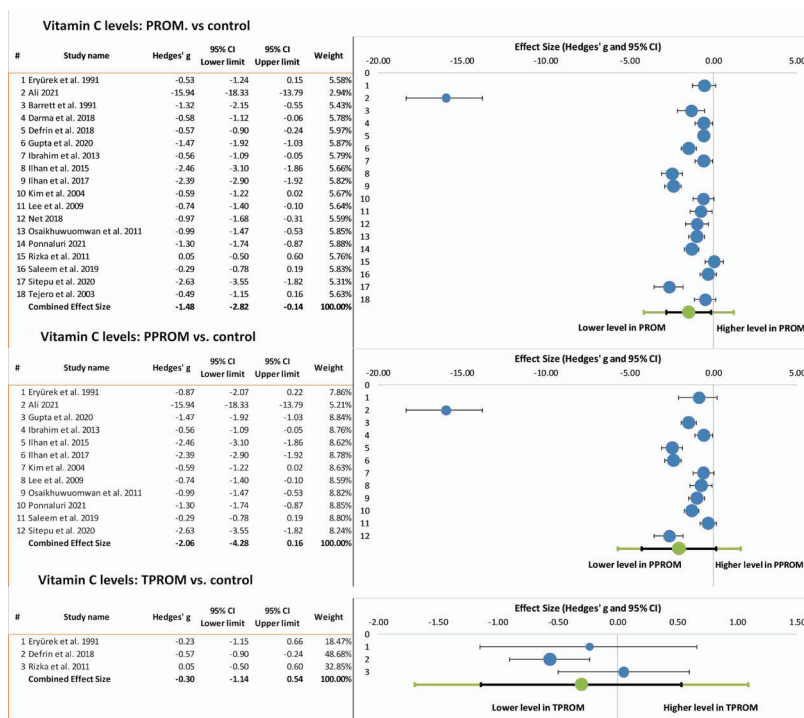 Vitamin C levels: PROM. vs control
# Study name Hedges' g 95% CI Lower limit 95% CI Upper limit Weight
1 Eryürek et al. 1991 -0.53 -1.24 0.15 5.58%
2 Ali 2021 -15.94 -18.33 -13.79 2.94%
3 Barrett et al. 1991 -1.32 -2.15 -0.55 5.43%
4 Darma et al. 2018 -0.58 -1.12 -0.06 5.78%
5 Defrin et al. 2018 -0.57 -0.90 -0.24 5.97%
6 Gupta et al. 2020 -1.47 -1.92 -1.03 5.87%
7 Ibrahim et al. 2013 -0.56 -1.09 -0.05 5.79%
8 Ilhan et al. 2015 -2.46 -3.10 -1.86 5.66%
9 Ilhan et al. 2017 -2.39 -2.90 -1.92 5.82%
10 Kim et al. 2004 -0.59 -1.22 0.02 5.67%
11 Lee et al. 2009 -0.74 -1.40 -0.10 5.64%
12 Net 2018 -0.97 -1.68 -0.31 5.59%
13 Osaikhuwuomwan et al. 2011 -0.99 -1.47 -0.53 5.85%
14 Ponnaluri 2021 -1.30 -1.74 -0.87 5.88%
15 Rizka et al. 2011 0.05 -0.50 0.60 5.76%
16 Saleem et al. 2019 -0.29 -0.78 0.19 5.83%
17 Sitepu et al. 2020 -2.63 -3.55 -1.82 5.31%
18 Tejero et al. 2003 -0.49 -1.15 0.16 5.63%
Combined Effect Size -1.48 -2.82 -0.14 100.00%
Effect Size (Hedges' g and 95% CI)
-20.00 -15.00 -10.00 -5.00 0.00 5.00
0
1
2
3
4
5
6
7
8
9
10
11
12
13
14
15
16
17
18
Lower level in PROM Higher level in PROM
Vitamin C levels: PPROM vs. control
# Study name Hedges' g 95% CI Lower limit 95% CI Upper limit Weight
1 Eryürek et al. 1991 -0.87 -2.07 0.22 7.86%
2 Ali 2021 -15.94 -18.33 -13.79 5.21%
3 Gupta et al. 2020 -1.47 -1.92 -1.03 8.84%
4 Ibrahim et al. 2013 -0.56 -1.09 -0.05 8.76%
5 Ilhan et al. 2015 -2.46 -3.10 -1.86 8.62%
6 Ilhan et al. 2017 -2.39 -2.90 -1.92 8.78%
7 Kim et al. 2004 -0.59 -1.22 0.02 8.63%
8 Lee et al. 2009 -0.74 -1.40 -0.10 8.59%
9 Osaikhuwuomwan et al. 2011 -0.99 -1.47 -0.53 8.82%
10 Ponnaluri 2021 -1.30 -1.74 -0.87 8.85%
11 Saleem et al. 2019 -0.29 -0.78 0.19 8.80%
12 Sitepu et al. 2020 -2.63 -3.55 -1.82 8.24%
Combined Effect Size -2.06 -4.28 0.16 100.00%
Effect Size (Hedges' g and 95% CI)
-20.00 -15.00 -10.00 -5.00 0.00 5.00
0
1
2
3
4
5
6
7
8
9
10
11
12
Lower level in PPROM Higher level in PPROM
Vitamin C levels: TPROM vs. control
# Study name Hedges' g 95% CI Lower limit 95% CI Upper limit Weight
1 Eryürek et al. 1991 -0.23 -1.15 0.66 18.47%
2 Defrin et al. 2018 -0.57 -0.90 -0.24 48.68%
3 Rizka et al. 2011 0.05 -0.50 0.60 32.85%
Combined Effect Size -0.30 -1.14 0.54 100.00%
Effect Size (Hedges' g and 95% CI)
-2.00 -1.50 -1.00 -0.50 0.00 0.50 1.00 1.50
0
1
2
3
Lower level in TPROM Higher level in TPROM